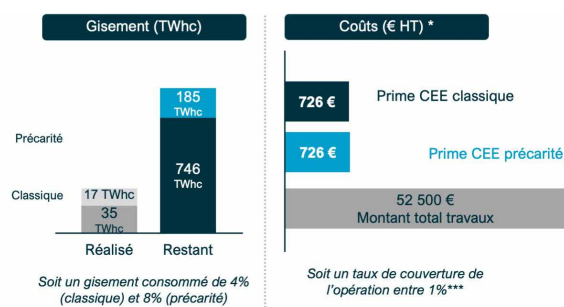 Gisement (TWhc)
185
TWhc
Précarité
746
TWhc
Classique
17 TWhc
35
TWhc
Réalisé
Restant
Soit un gisement consommé de 4%
(classique) et 8% (précarité)
Coûts (€ HT) *
726 €
Prime CEE classique
726 €
Prime CEE précarité
52 500 €
Montant total travaux
Soit un taux de couverture de
l'opération entre 1%***